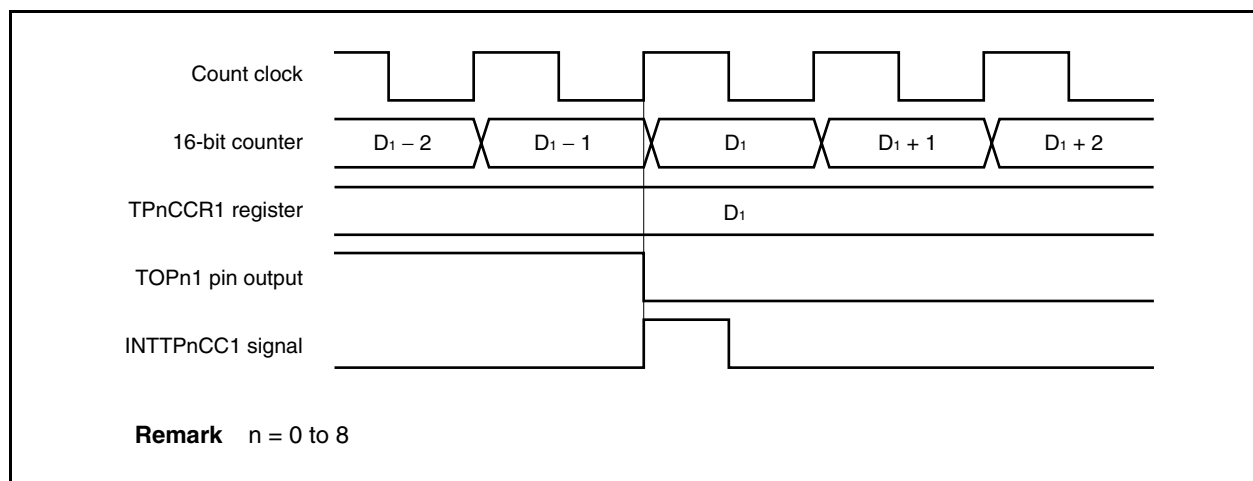 Count clock
16-bit counter
D₁ – 2
D₁ – 1
D₁
D₁ + 1
D₁ + 2
TPnCCR1 register
D₁
TOPn1 pin output
INTTPnCC1 signal
Remark n = 0 to 8